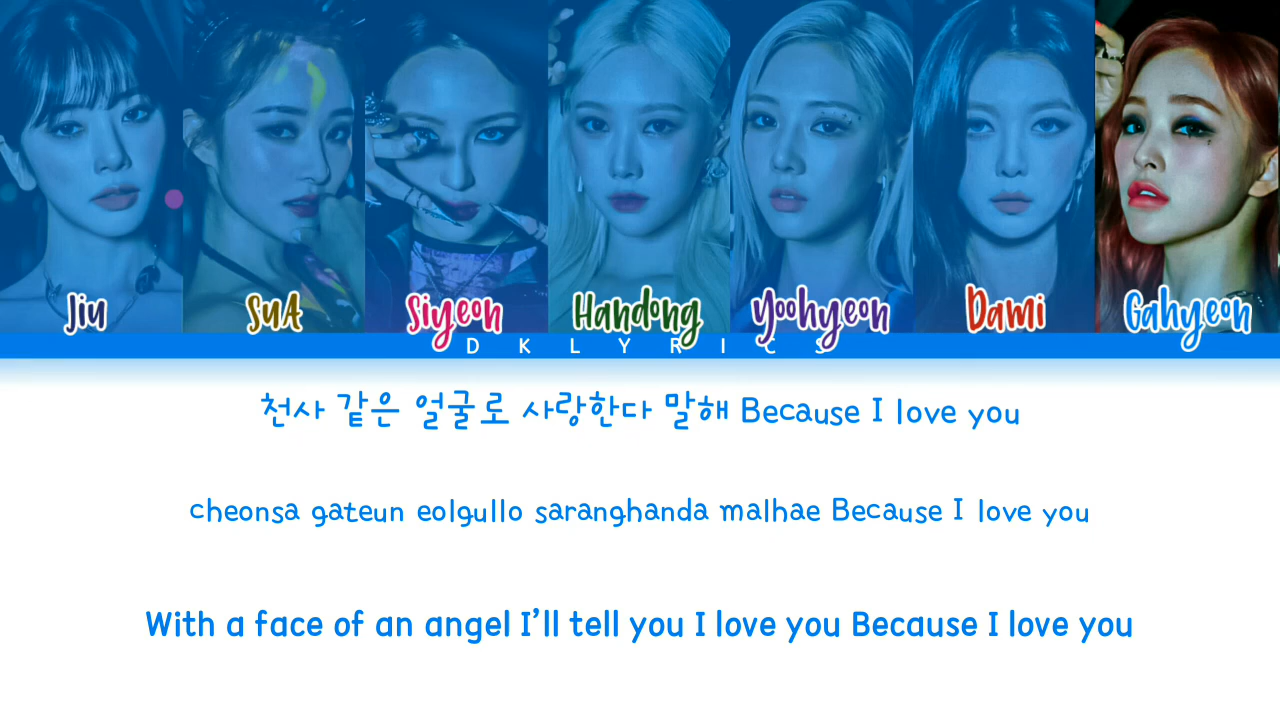 Jiu SuA Siyeon Handong Yoohyeon Dami Gahyeon
DKLYRICS
천사 같은 얼굴로 사랑한다 말해 Because I love you
cheonsa gateun eolgullo saranghanda malhae Because I love you
With a face of an angel I’ll tell you I love you Because I love you